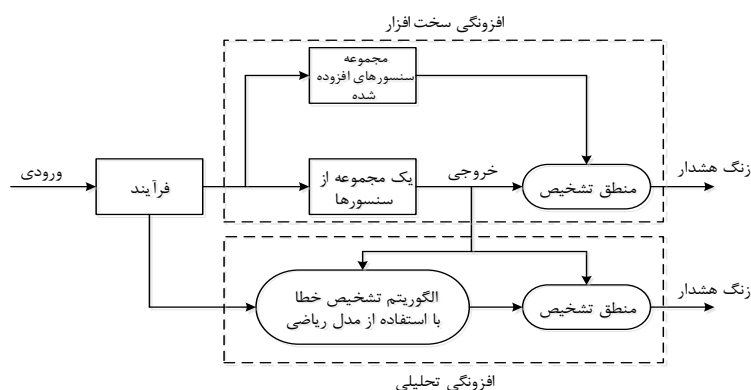 افزونگی سخت افزار
مجموعه
سنسورهای افزوده
شده
ورودی
فرآیند
یک مجموعه از
سنسورها
خروجی
منطق تشخیص
زنگ هشدار
الگوریتم تشخیص خطا
با استفاده از مدل ریاضی
منطق تشخیص
زنگ هشدار
افزونگی تحلیلی